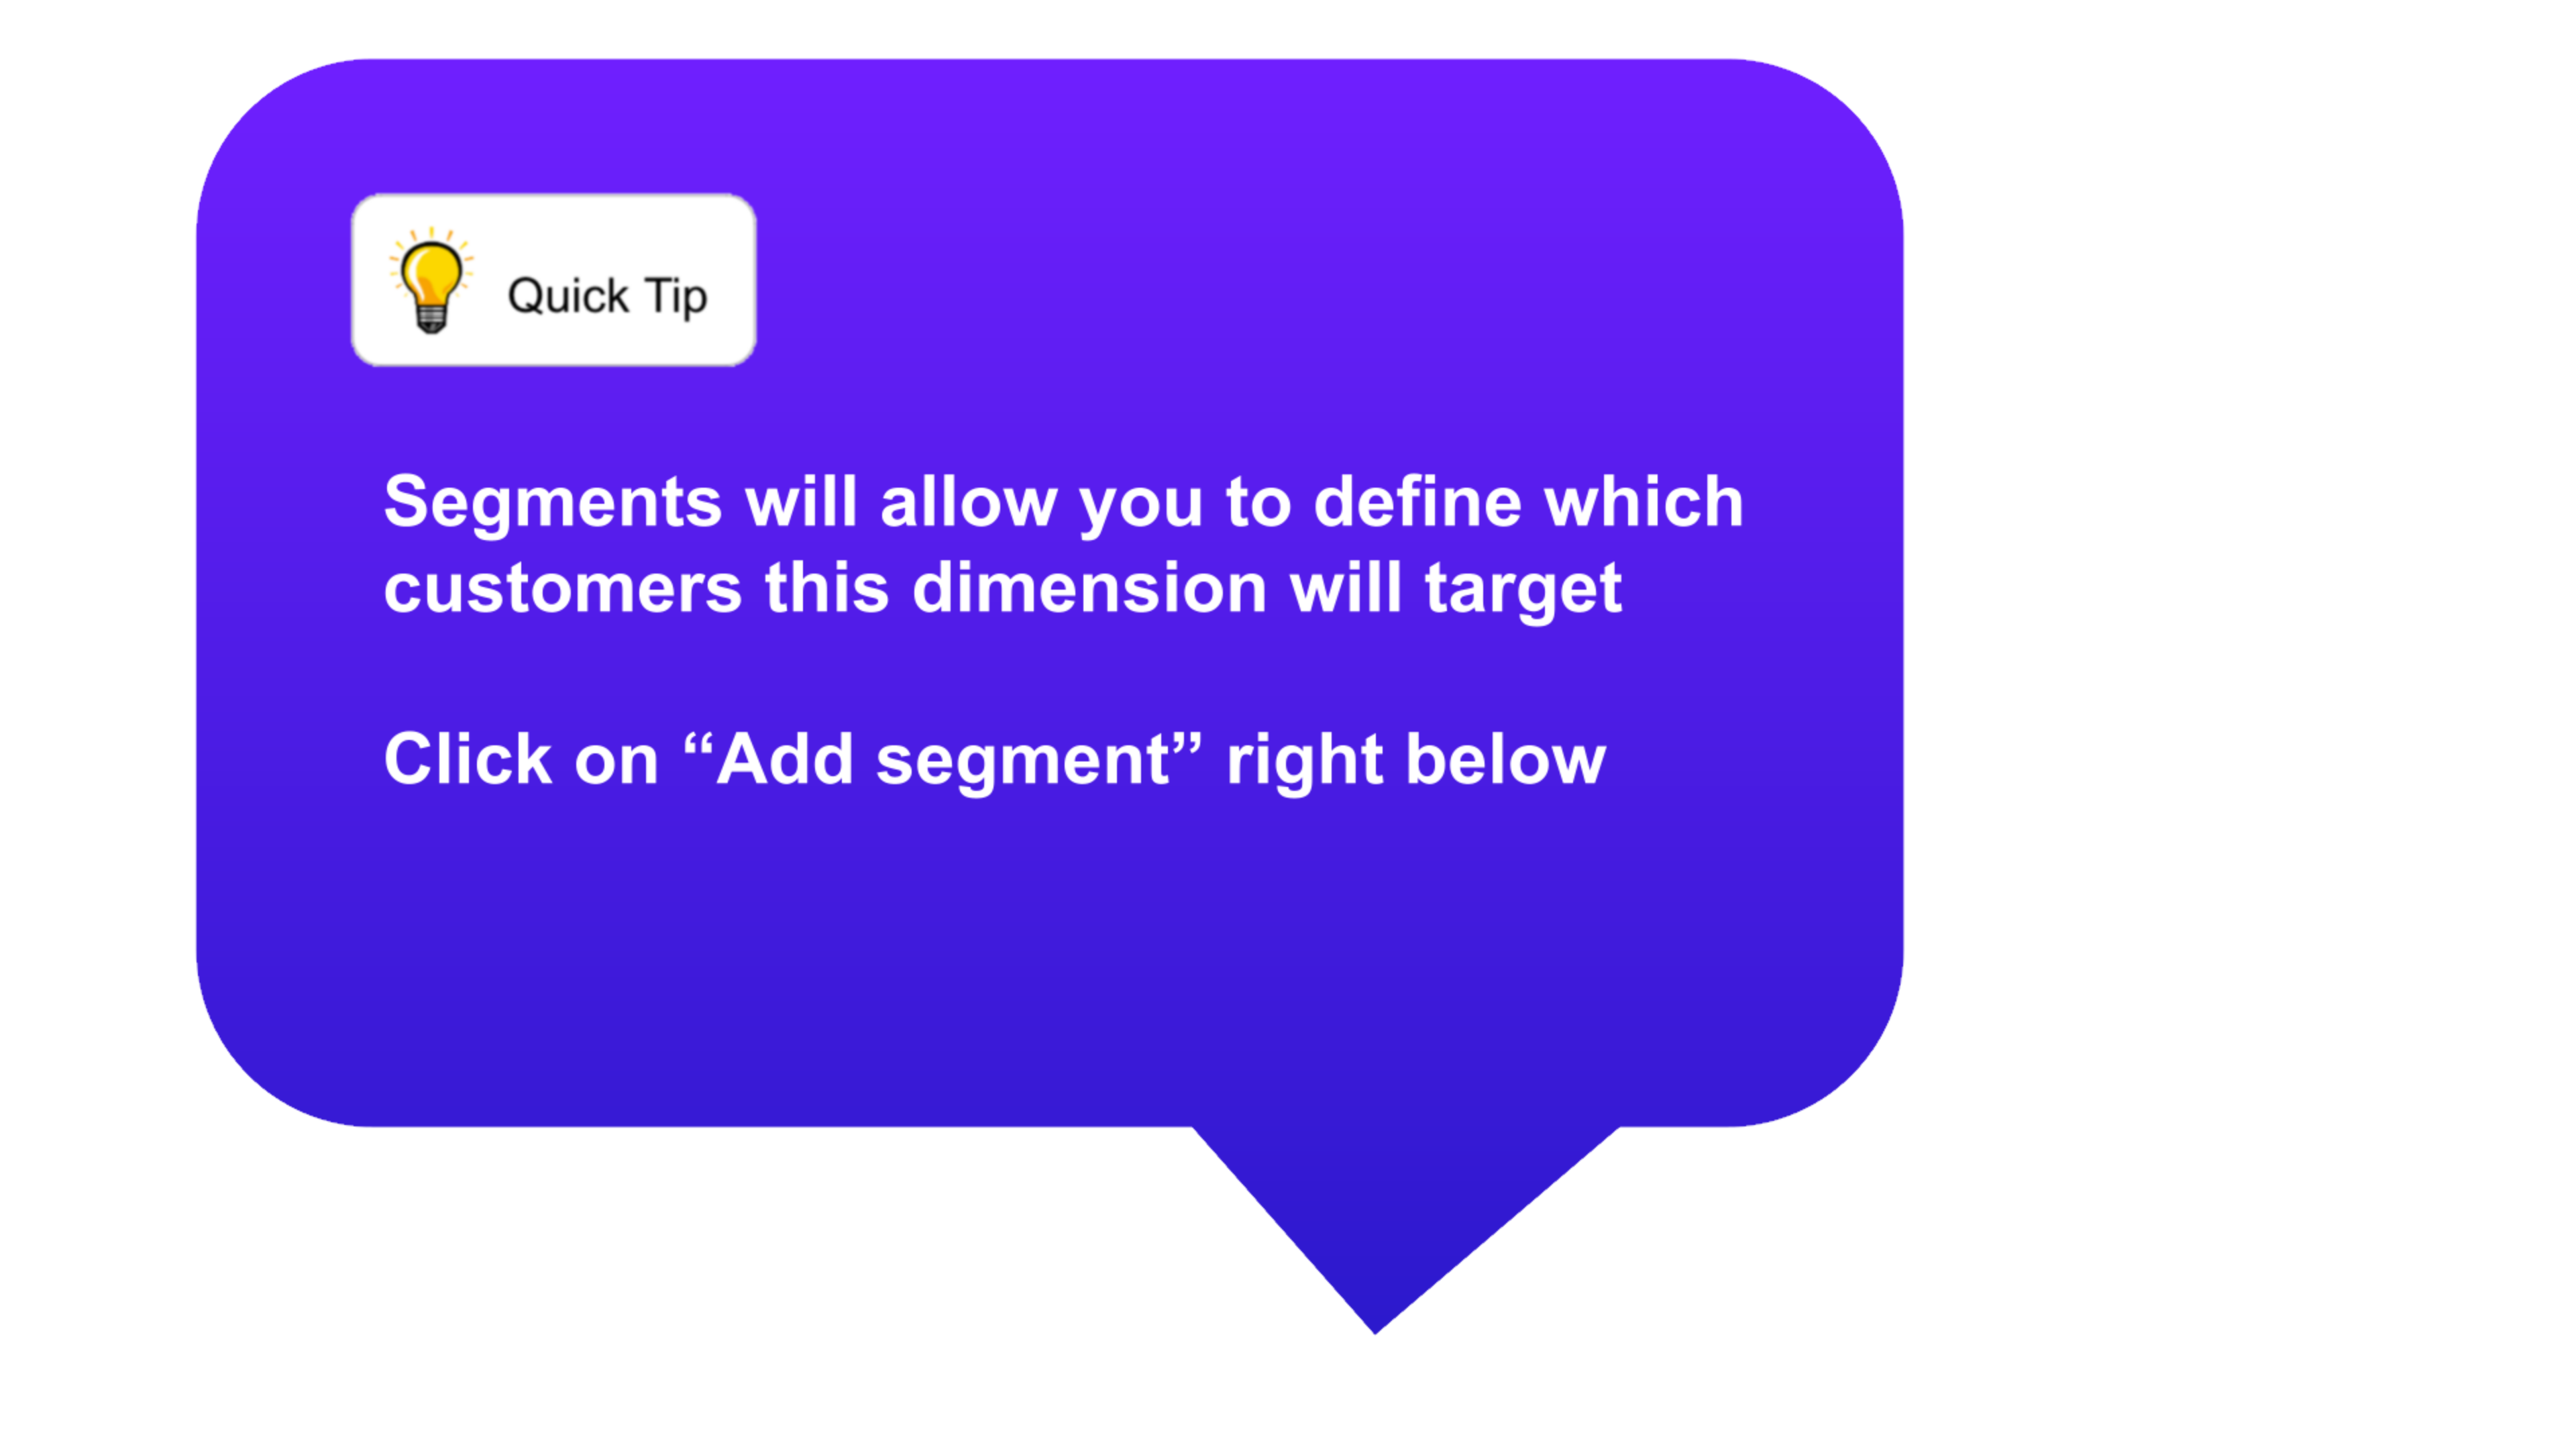 Quick Tip
Segments will allow you to define which
customers this dimension will target
Click on “Add segment” right below